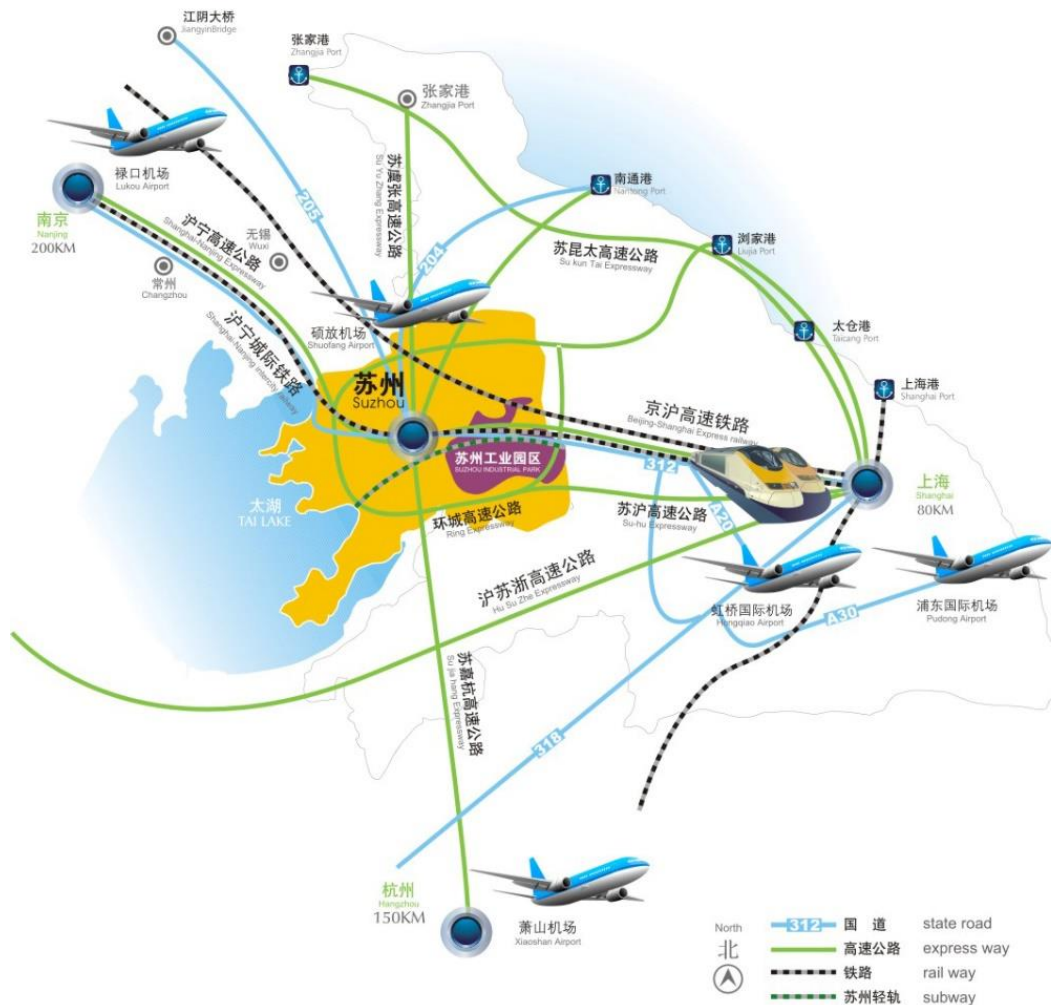 江阴大桥
JiangyinBridge
张家港
Zhangjia Port
张家港
Zhangjia Port
禄口机场
Lukou Airport
南京
Nanjing
200KM
205
苏虞张高速公路
Su Yu Zhang Expressway
南通港
Nantong Port
204
沪宁高速公路
Shanghai-Nanjing Expressway
无锡
Wuxi
常州
Changzhou
苏昆太高速公路
Su kun Tai Expressway
浏家港
Liujia Port
沪宁城际铁路
Shanghai-Nanjing intercity railway
硕放机场
Shuofang Airport
太仓港
Taicang Port
苏州
Suzhou
上海港
Shanghai Port
京沪高速铁路
Beijing-Shanghai Express railway
苏州工业园区
SUZHOU INDUSTRIAL PARK
312
上海
Shanghai
80KM
太湖
TAI LAKE
环城高速公路
Ring Expressway
苏沪高速公路
Su-hu Expressway
A20
沪苏浙高速公路
Hu Su Zhe Expressway
虹桥国际机场
Hongqiao Airport
浦东国际机场
Pudong Airport
A30
苏嘉杭高速公路
Su jia hang Expressway
318
杭州
Hangzhou
150KM
萧山机场
Xiaoshan Airport
North
北
312 国道 state road
高速公路 express way
铁路 rail way
苏州轻轨 subway